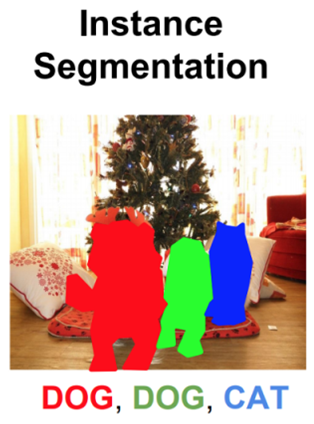 Instance
Segmentation
DOG, DOG, CAT